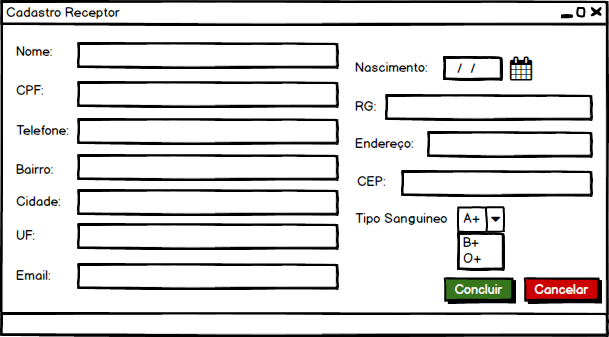 Cadastro Receptor
Nome:
CPF:
Telefone:
Bairro:
Cidade:
UF:
Email:
Nascimento: / /
RG:
Endereço:
CEP:
Tipo Sanguineo A+
B+
O+
Concluir Cancelar